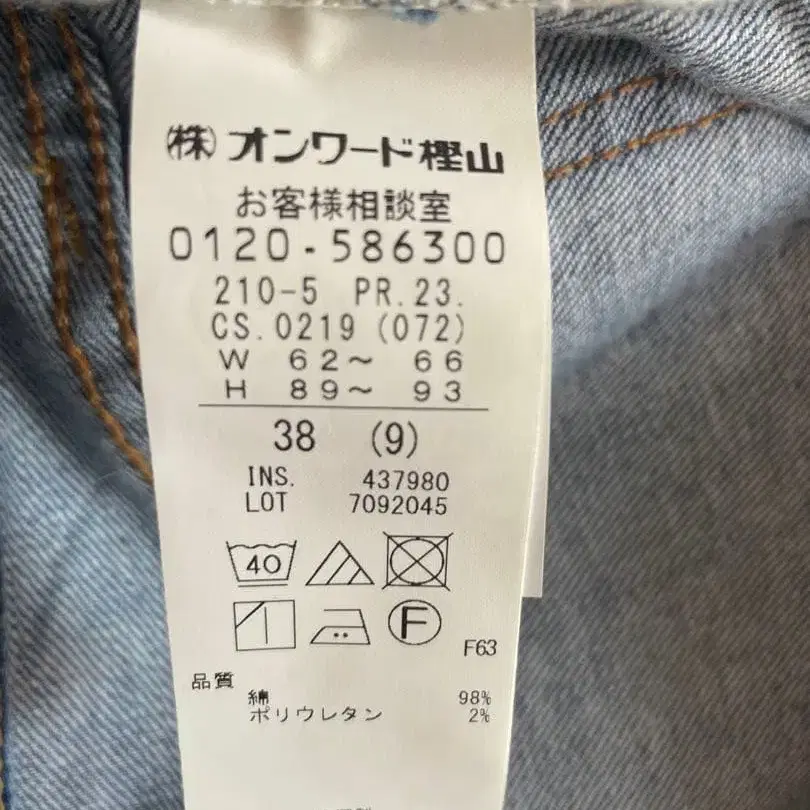 (株)オンワード樫山
お客様相談室
0120-586300
210-5 PR.23.
CS.0219 (072)
W 62～ 66
H 89～ 93
38 (9)
INS. 437980
LOT 7092045
40
F
F63
品質
綿 98%
ポリウレタン 2%